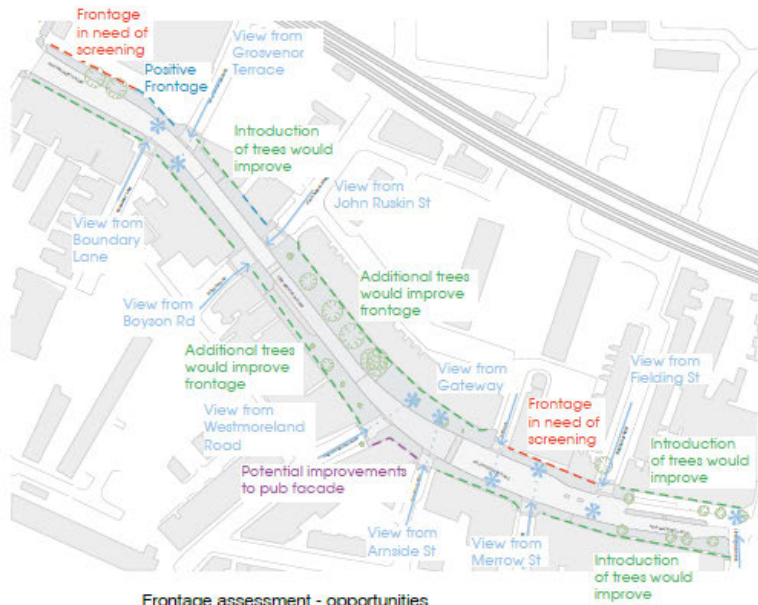 Frontage
in need of
screening
View from
Grosvenor
Terrace
Positive
Frontage
Introduction
of trees would
improve
View from
John Ruskin St
View from
Boundary
Lane
Additional trees
would improve
frontage
View from
Boyson Rd
Additional trees
would improve
frontage
View from
Gateway
View from
Fielding St
Frontage
in need of
screening
View from
Westmoreland
Road
Introduction
of trees would
improve
Potential improvements
to pub facade
View from
Arnside St
View from
Merrow St
Introduction
of trees would
improve
Frontage assessment - opportunities